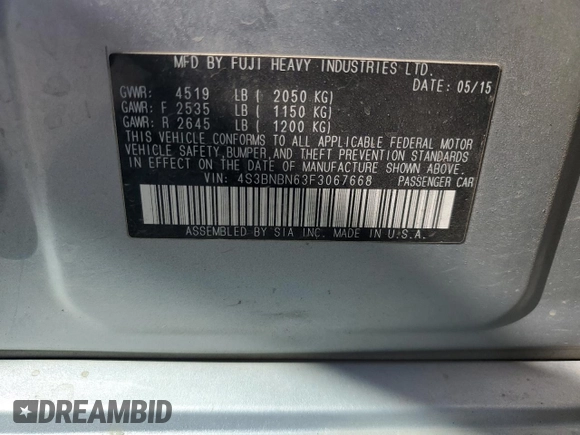 MFD BY FUJI HEAVY INDUSTRIES LTD.
DATE: 05/15
GVWR: 4519 LB ( 2050 KG)
GAWR: F 2535 LB ( 1150 KG)
GAWR: R 2645 LB ( 1200 KG)
THIS VEHICLE CONFORMS TO ALL APPLICABLE FEDERAL MOTOR
VEHICLE SAFETY, BUMPER, AND THEFT PREVENTION STANDARDS
IN EFFECT ON THE DATE OF MANUFACTURE SHOWN ABOVE.
VIN: 4S3BNBN63F3067668 PASSENGER CAR
ASSEMBLED BY SIA INC. MADE IN U.S.A.
DREAMBID